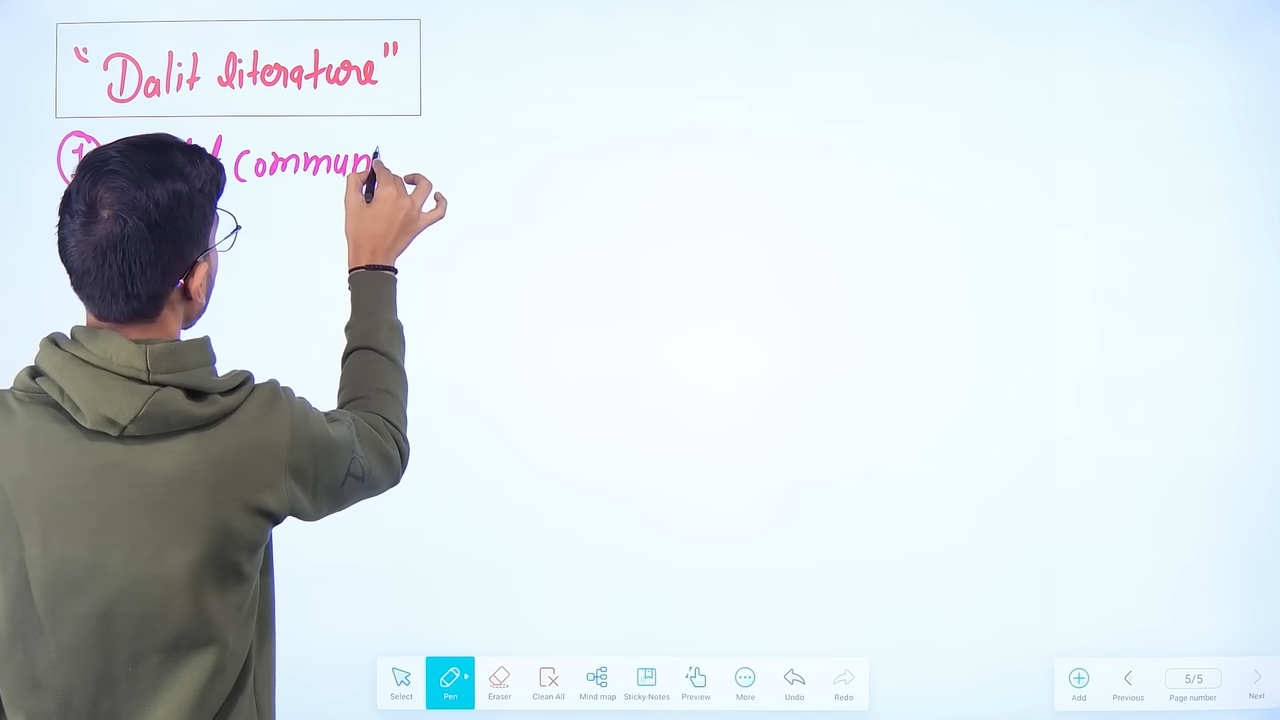 "Dalit literature"
1 commun
Select
Pen
Eraser
Clean All
Mind map
Sticky-Notes
Preview
More
Undo
Redo
Add
Previous
5/5
Page number
Next